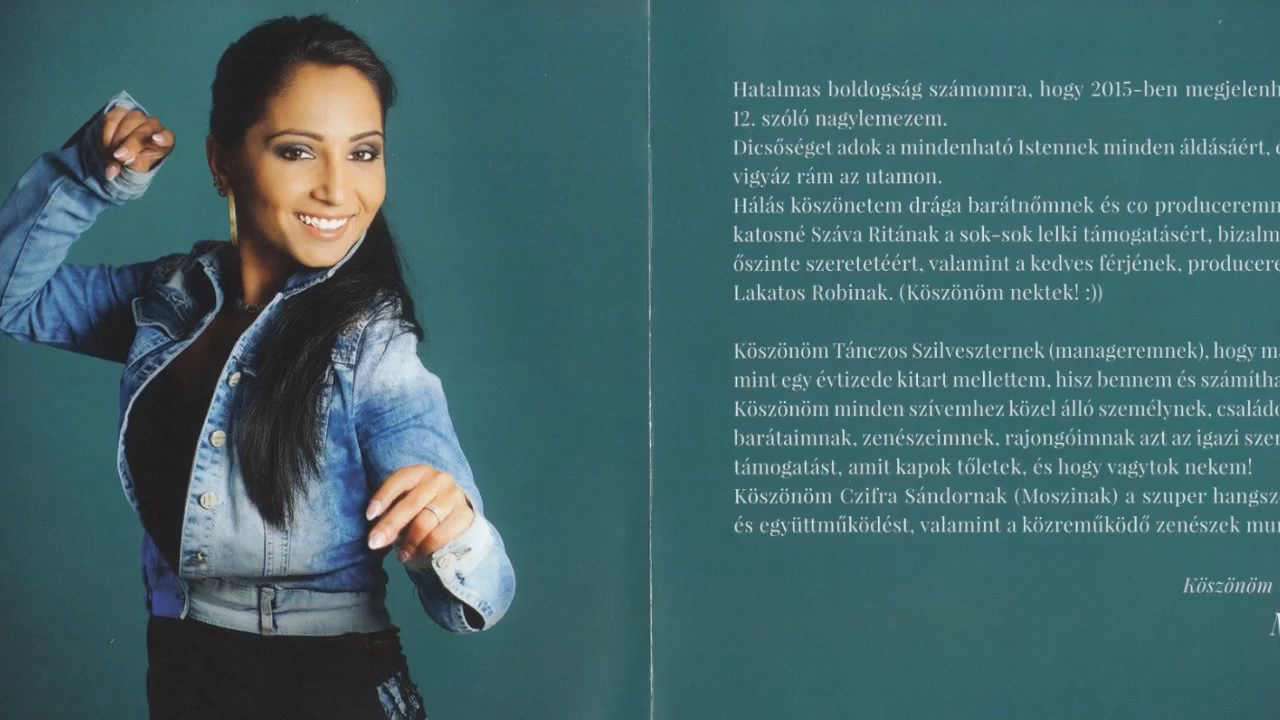 Hatalmas boldogság számomra, hogy 2015-ben megjelenh
12. szóló nagylemezem.
Dicsőséget adok a mindenható Istennek minden áldásáért, é
vigyáz rám az utamon.
Hálás köszönetem drága barátnőmnek és co produceremn
katosné Száva Ritának a sok-sok lelki támogatásért, bizalm
őszinte szeretetéért, valamint a kedves férjének, producere
Lakatos Robinak. (Köszönöm nektek! :))
Köszönöm Tánczos Szilveszternek (manageremnek), hogy má
mint egy évtizede kitart mellettem, hisz bennem és számítha
Köszönöm minden szívemhez közel álló személynek, családo
barátaimnak, zenészeimnek, rajongóimnak azt az igazi szer
támogatást, amit kapok tőletek, és hogy vagytok nekem!
Köszönöm Czifra Sándornak (Moszinak) a szuper hangsze
és együttműködést, valamint a közreműködő zenészek mun
Köszönöm
M